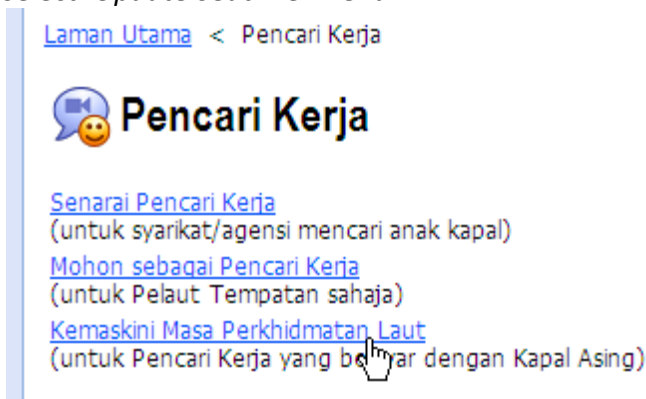 Laman Utama < Pencari Kerja
Pencari Kerja
Senarai Pencari Kerja
(untuk syarikat/agensi mencari anak kapal)
Mohon sebagai Pencari Kerja
(untuk Pelaut Tempatan sahaja)
Kemaskini Masa Perkhidmatan Laut
(untuk Pencari Kerja yang dengan Kapal Asing)